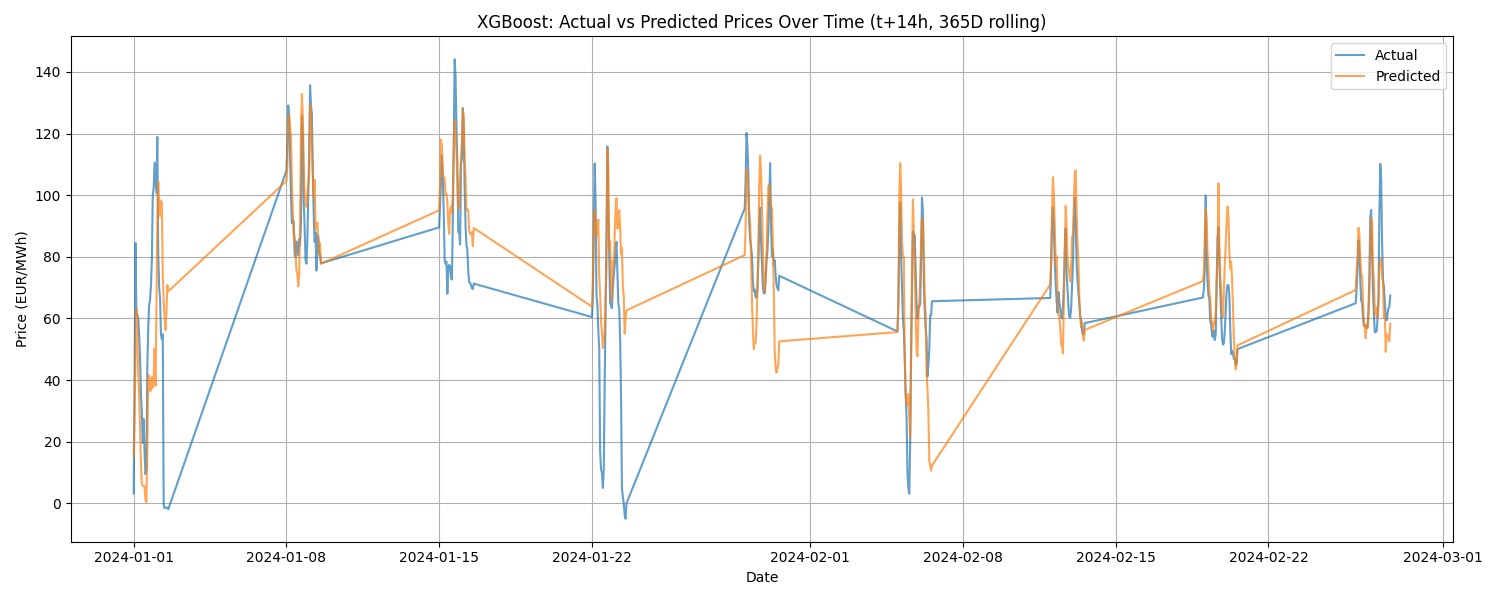 XGBoost: Actual vs Predicted Prices Over Time (t+14h, 365D rolling)
Actual
Predicted
Price (EUR/MWh)
140
120
100
80
60
40
20
0
2024-01-01 2024-01-08 2024-01-15 2024-01-22 2024-02-01 2024-02-08 2024-02-15 2024-02-22 2024-03-01
Date